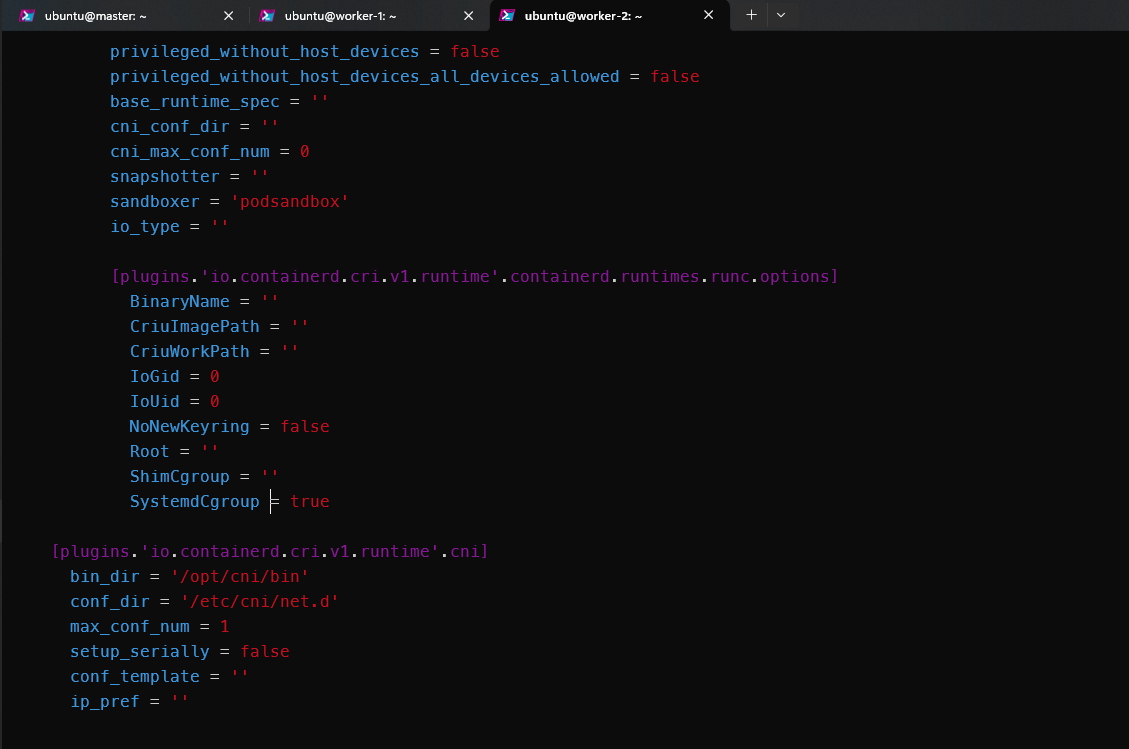 ubuntu@master: ~ ubuntu@worker-1: ~ ubuntu@worker-2: ~
privileged_without_host_devices = false
privileged_without_host_devices_all_devices_allowed = false
base_runtime_spec = ''
cni_conf_dir = ''
cni_max_conf_num = 0
snapshotter = ''
sandboxer = 'podsandbox'
io_type = ''
[plugins.'io.containerd.cri.v1.runtime'.containerd.runtimes.runc.options]
BinaryName = ''
CriuImagePath = ''
CriuWorkPath = ''
IoGid = 0
IoUid = 0
NoNewKeyring = false
Root = ''
ShimCgroup = ''
SystemdCgroup = true
[plugins.'io.containerd.cri.v1.runtime'.cni]
bin_dir = '/opt/cni/bin'
conf_dir = '/etc/cni/net.d'
max_conf_num = 1
setup_serially = false
conf_template = ''
ip_pref = ''